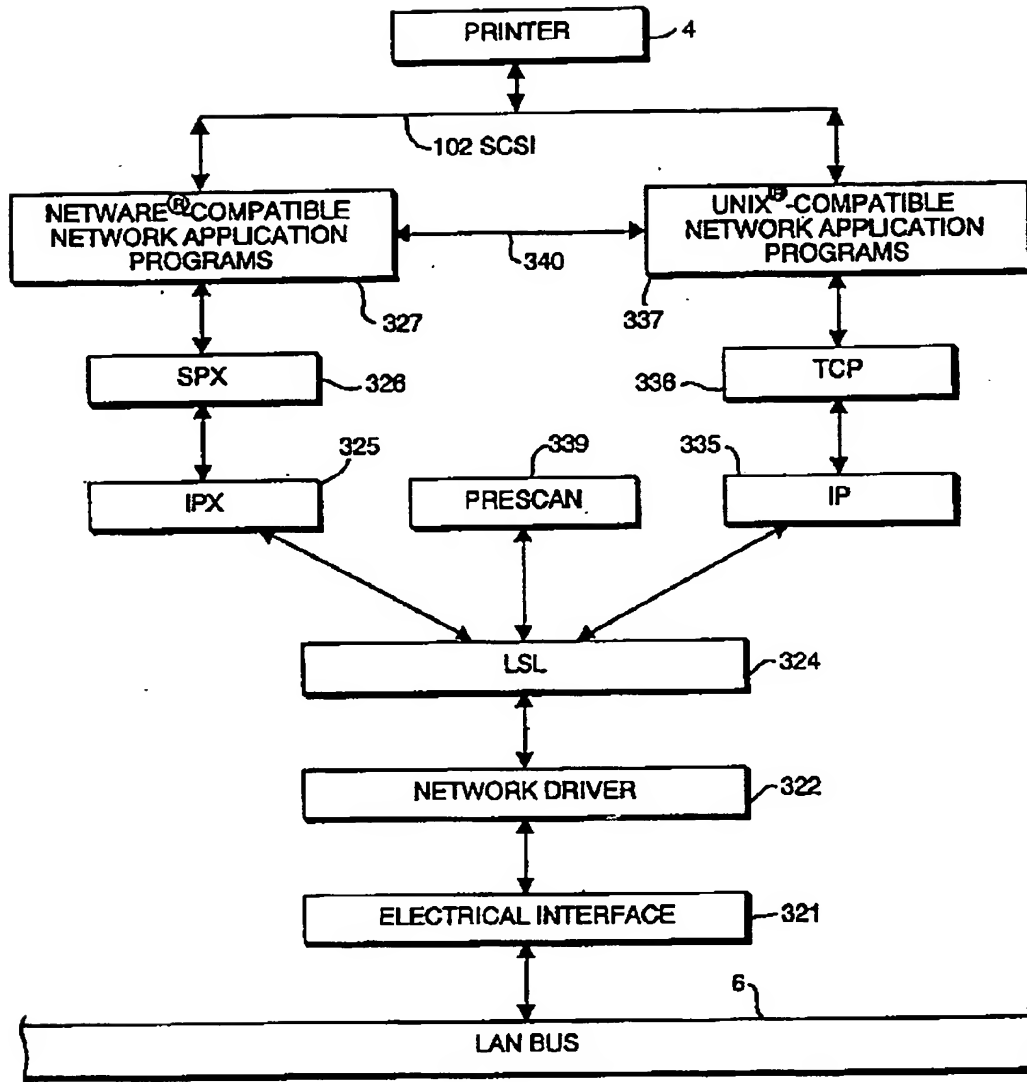 PRINTER
4
102 SCSI
NETWARE®-COMPATIBLE
NETWORK APPLICATION
PROGRAMS
UNIX®-COMPATIBLE
NETWORK APPLICATION
PROGRAMS
340
327
337
SPX
326
TCP
336
325
339
335
IPX
PRESCAN
IP
LSL
324
NETWORK DRIVER
322
ELECTRICAL INTERFACE
321
6
LAN BUS